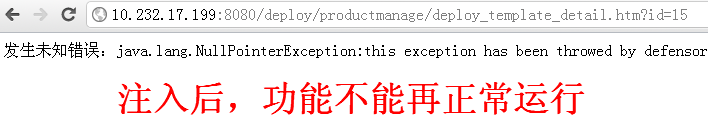 10.232.17.199:8080/deploy/productmanage/deploy_template_detail.htm?id=15
发生未知错误：java.lang.NullPointerException:this exception has been throwed by defensor
注入后，功能不能再正常运行